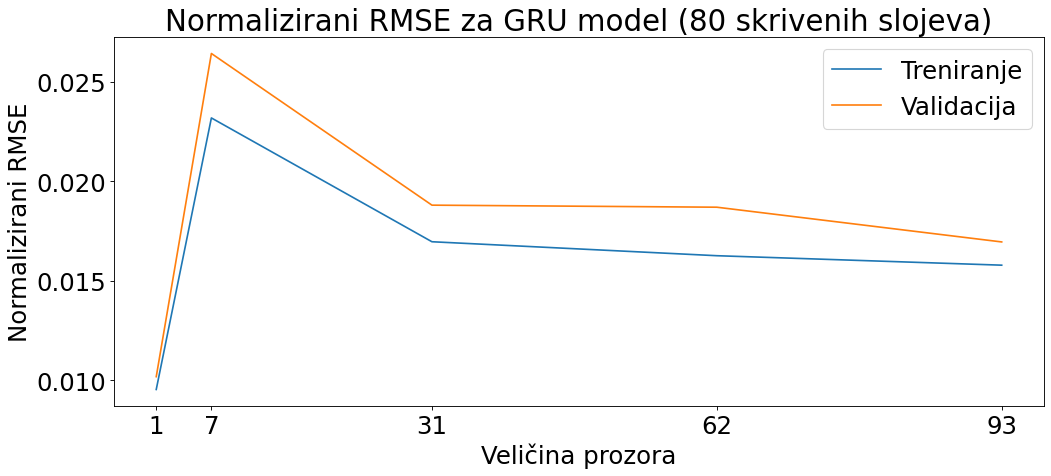 Normalizirani RMSE za GRU model (80 skrivenih slojeva)
Treniranje
Validacija
Normalizirani RMSE
0.025
0.020
0.015
0.010
1 7 31 62 93
Veličina prozora